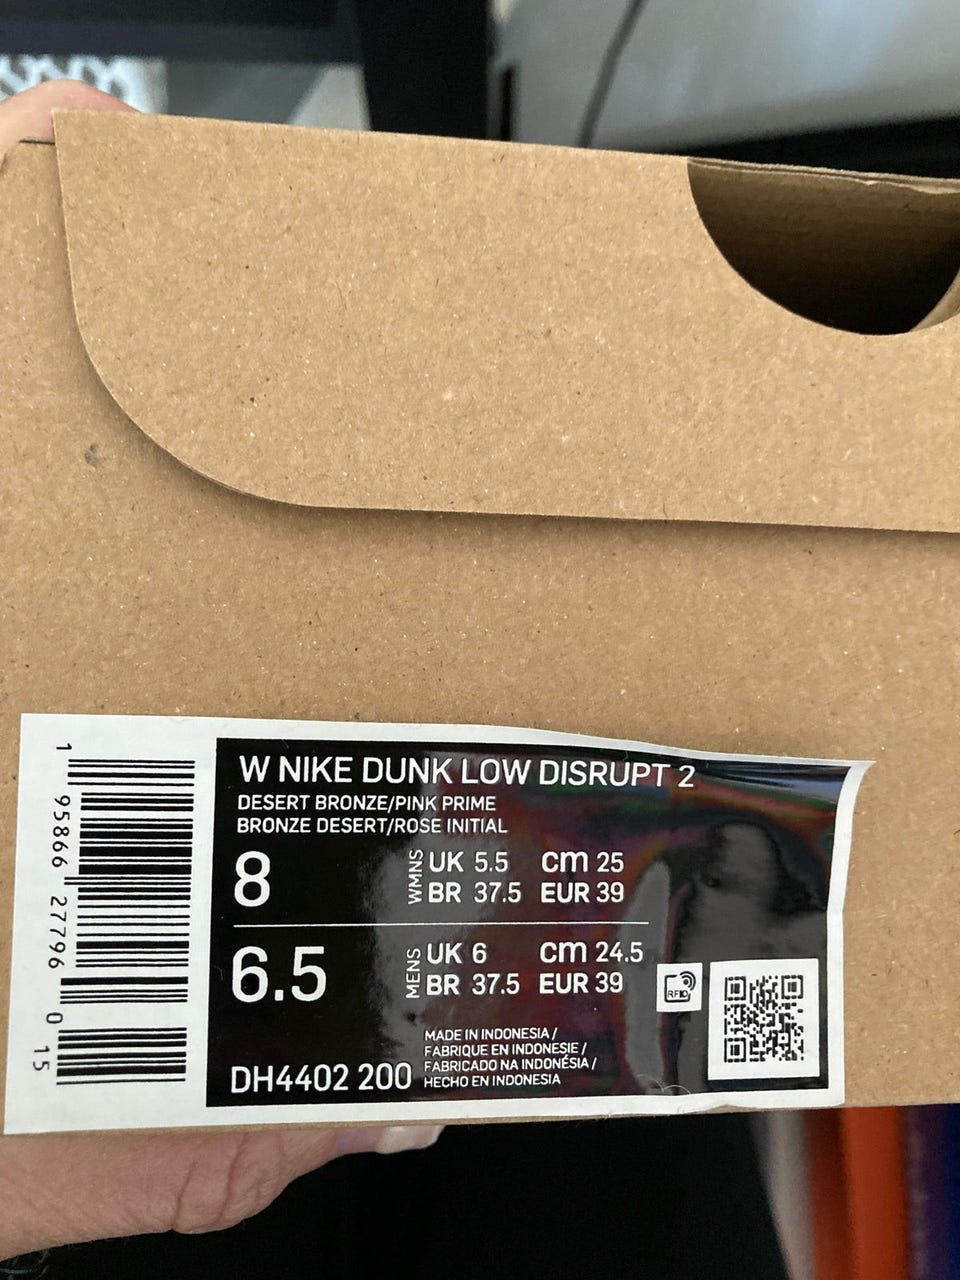 W NIKE DUNK LOW DISRUPT 2
DESERT BRONZE/PINK PRIME
BRONZE DESERT/ROSE INITIAL
8 WMNS UK 5.5 cm 25
BR 37.5 EUR 39
6.5 MENS UK 6 cm 24.5
BR 37.5 EUR 39
RFID
MADE IN INDONESIA /
FABRIQUE EN INDONESIE /
FABRICADO NA INDONÉSIA /
HECHO EN INDONESIA
DH4402 200
1 95866 27796 0 15